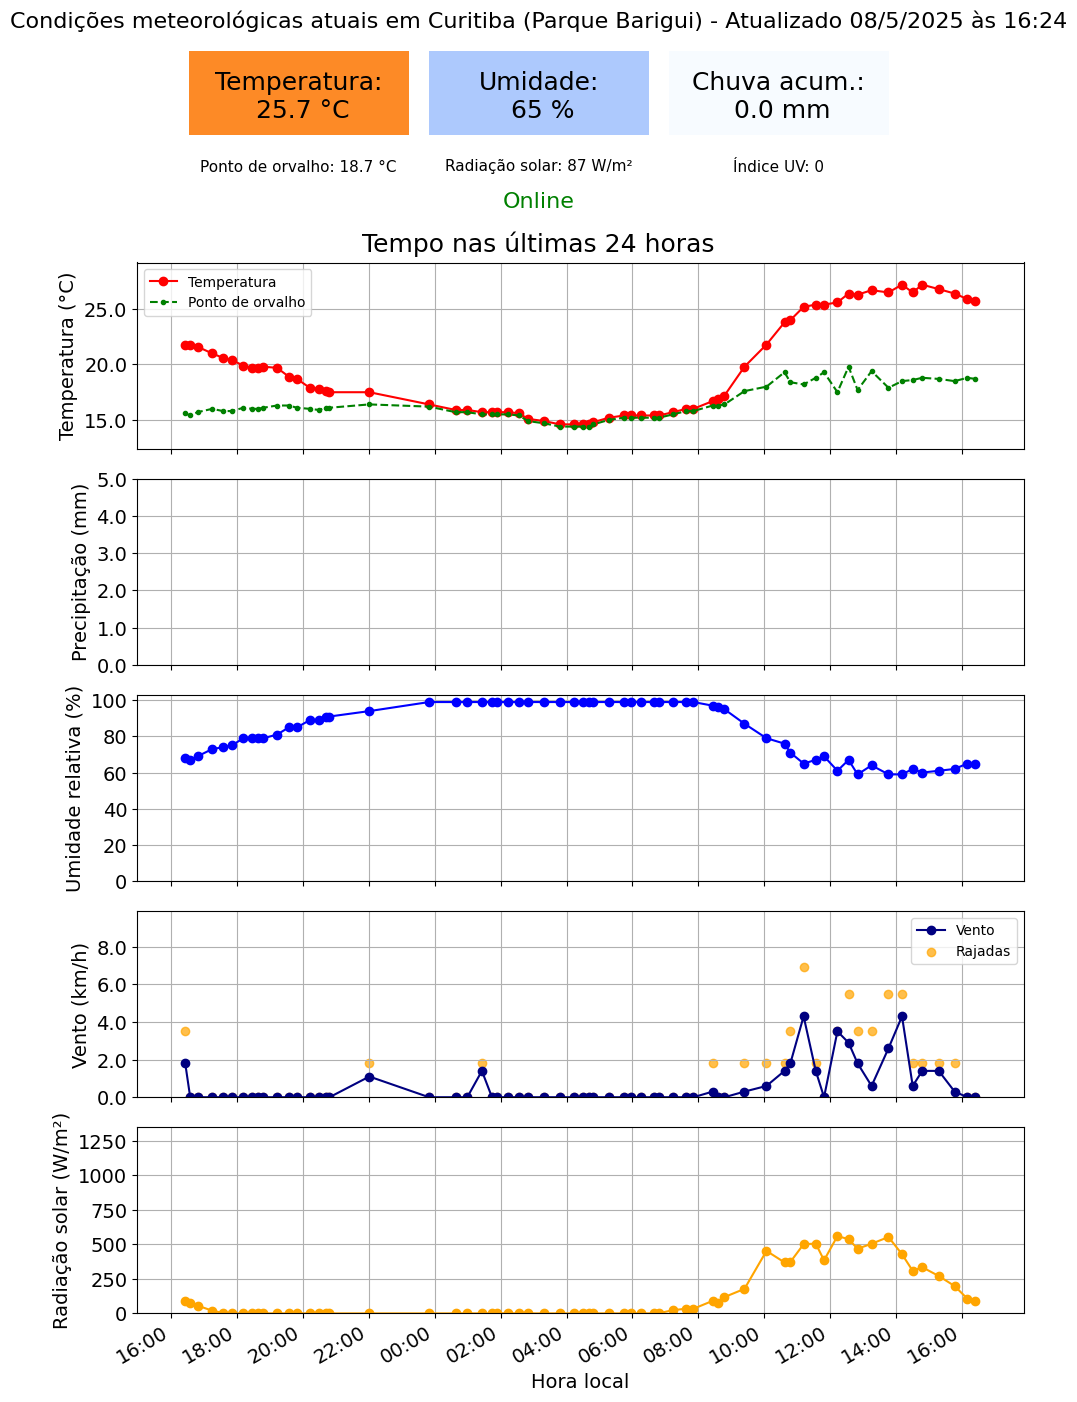 Condições meteorológicas atuais em Curitiba (Parque Barigui) - Atualizado 08/5/2025 às 16:24
Temperatura:
25.7 °C
Umidade:
65 %
Chuva acum.:
0.0 mm
Ponto de orvalho: 18.7 °C
Radiação solar: 87 W/m²
Índice UV: 0
Online
Tempo nas últimas 24 horas
Temperatura (°C)
25.0
20.0
15.0
Temperatura
Ponto de orvalho
Precipitação (mm)
5.0
4.0
3.0
2.0
1.0
0.0
Umidade relativa (%)
100
80
60
40
20
0
Vento (km/h)
8.0
6.0
4.0
2.0
0.0
Vento
Rajadas
Radiação solar (W/m²)
1250
1000
750
500
250
0
16:00
18:00
20:00
22:00
00:00
02:00
04:00
06:00
08:00
10:00
12:00
14:00
16:00
Hora local